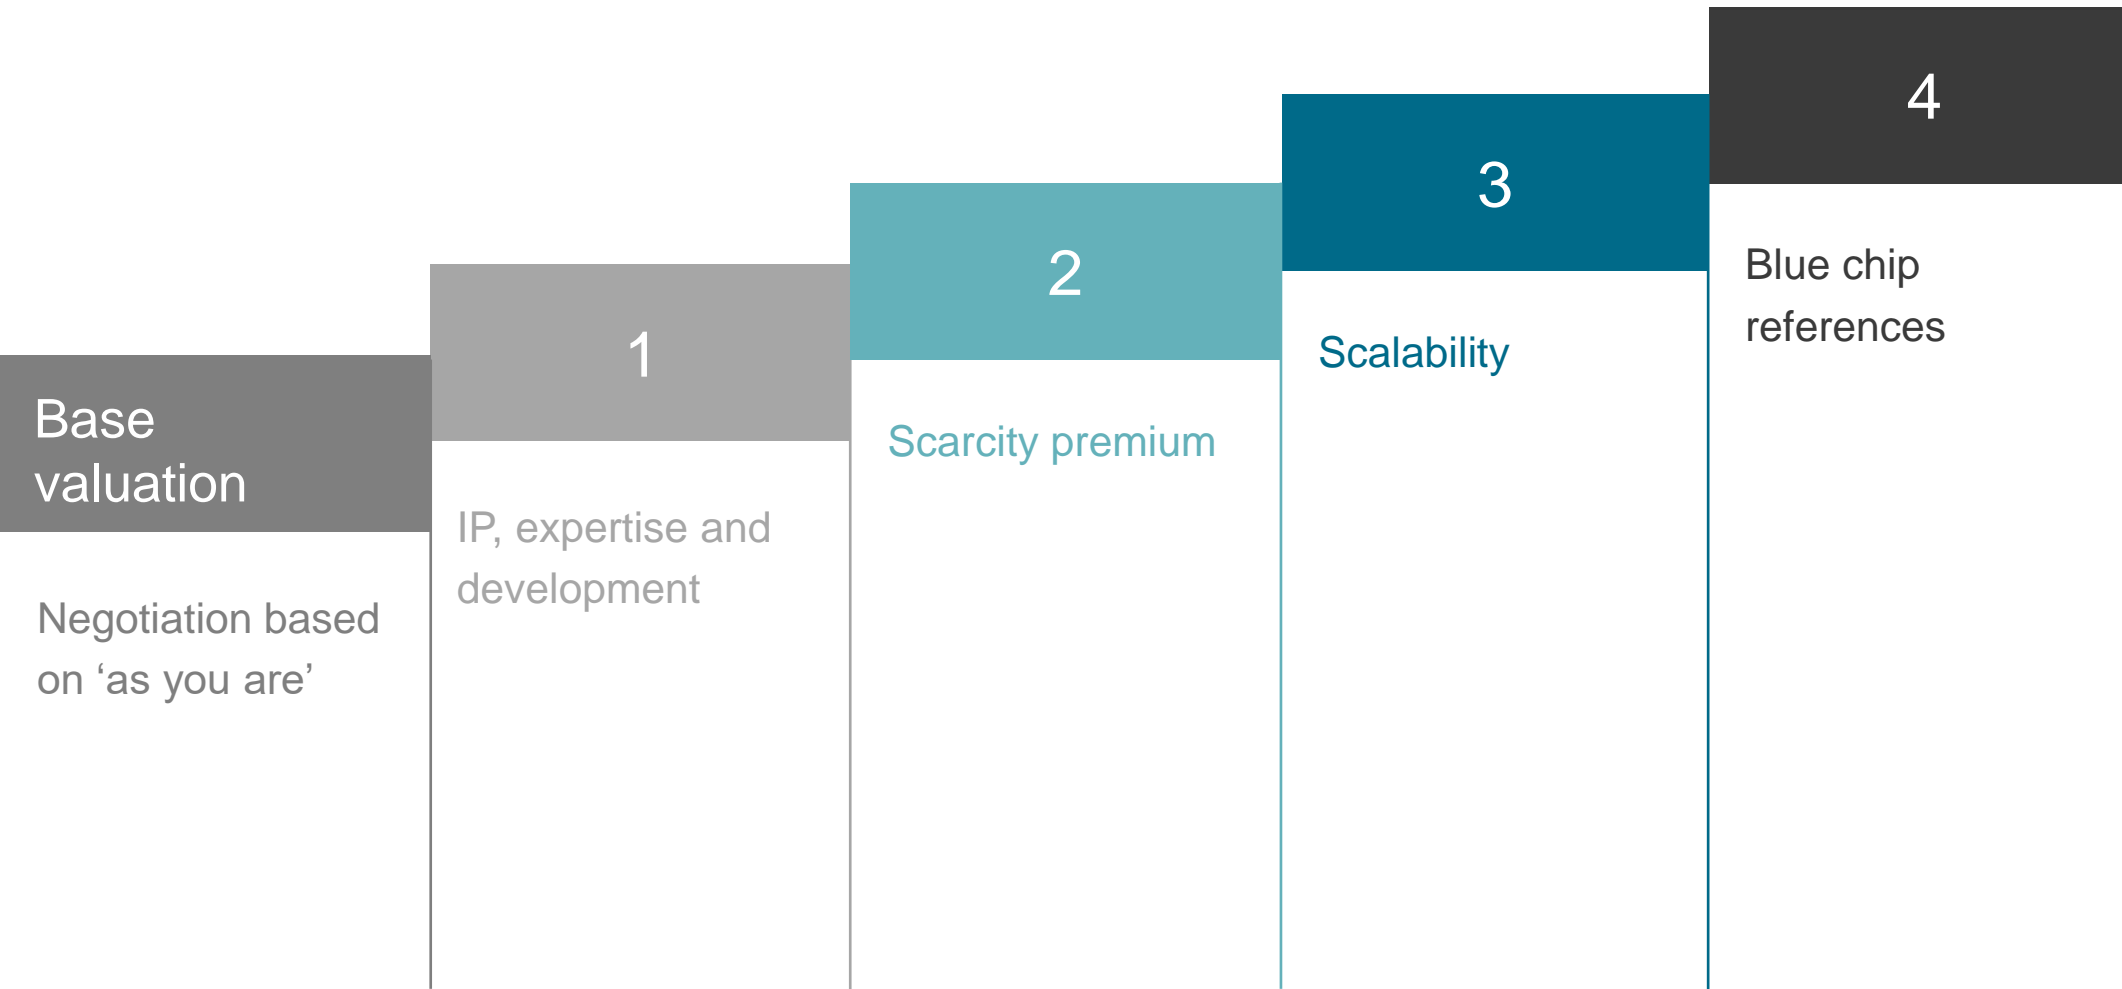 Base
valuation
Negotiation based
on ‘as you are’
1
IP, expertise and
development
2
Scarcity premium
3
Scalability
4
Blue chip
references